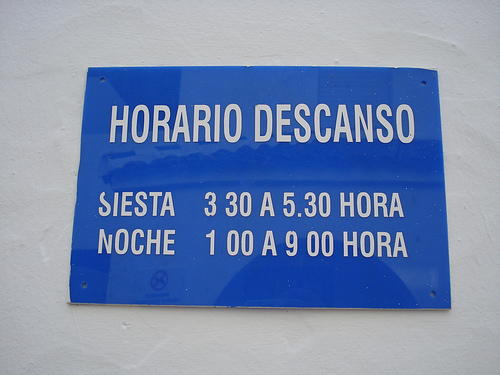 HORARIO DESCANSO
SIESTA 3 30 A 5.30 HORA
NOCHE 1 00 A 9 00 HORA